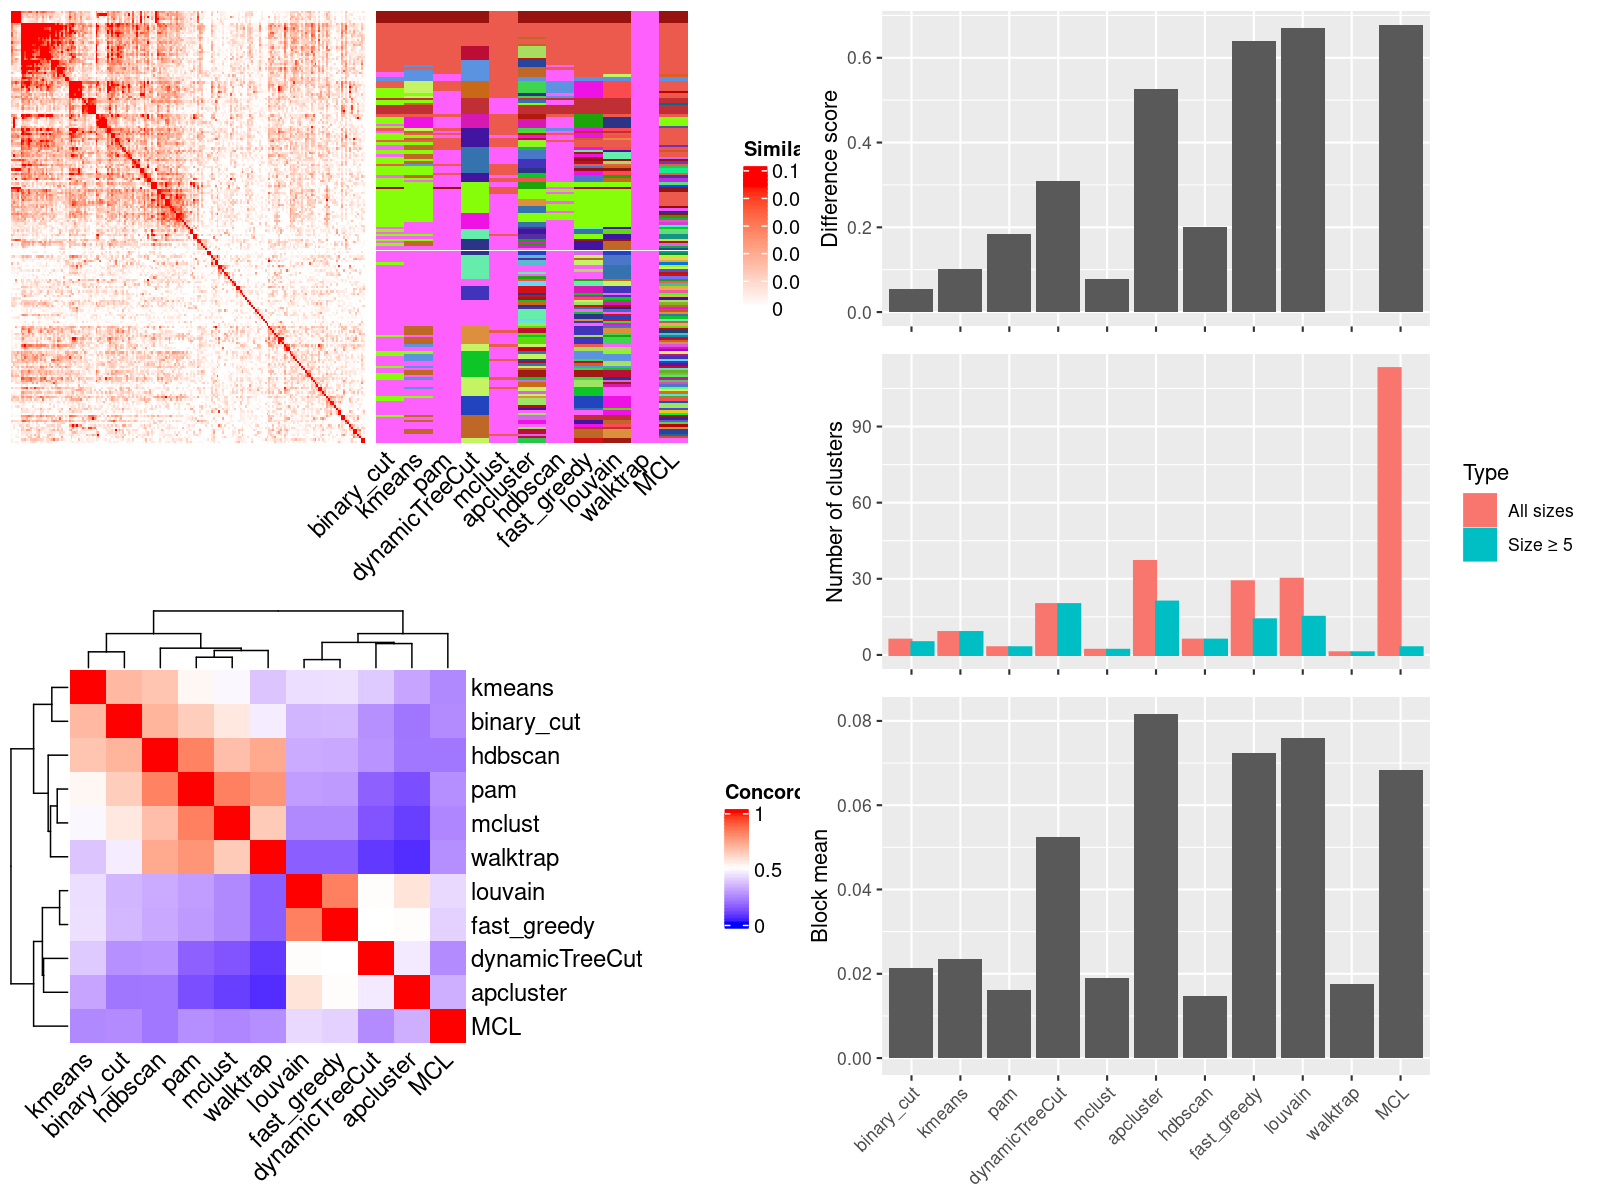 Simila
0.1
0.0
0.0
0.0
0.0
0
binary_cut
kmeans
pam
dynamicTreeCut
mclust
apcluster
hdbscan
fast_greedy
louvain
walktrap
MCL
kmeans
binary_cut
hdbscan
pam
mclust
walktrap
louvain
fast_greedy
dynamicTreeCut
apcluster
MCL
kmeans
binary_cut
hdbscan
pam
mclust
walktrap
louvain
fast_greedy
dynamicTreeCut
apcluster
MCL
Concord
1
0.5
0
Difference score
0.6
0.4
0.2
0.0
Number of clusters
90
60
30
0
Type
All sizes
Size ≥ 5
Block mean
0.08
0.06
0.04
0.02
0.00
binary_cut
kmeans
pam
dynamicTreeCut
mclust
apcluster
hdbscan
fast_greedy
louvain
walktrap
MCL